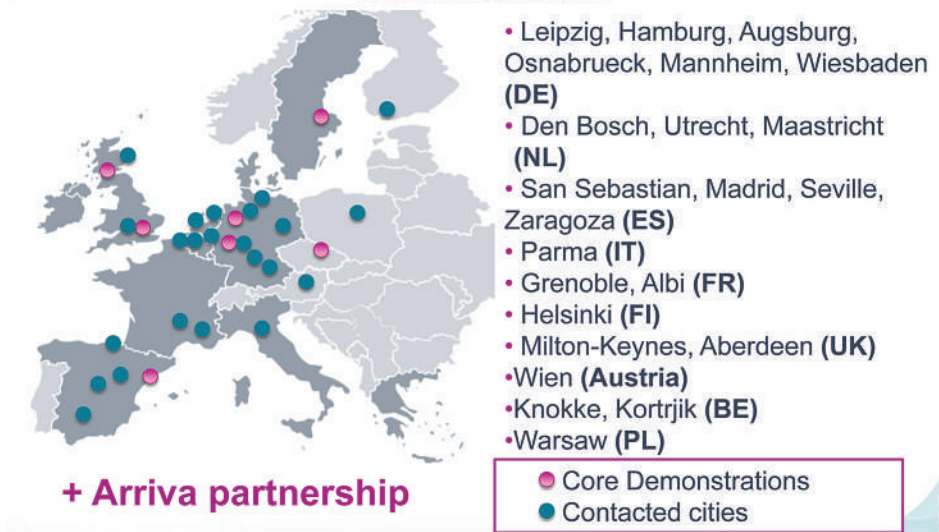 • Leipzig, Hamburg, Augsburg,
Osnabrueck, Mannheim, Wiesbaden
(DE)
• Den Bosch, Utrecht, Maastricht
(NL)
• San Sebastian, Madrid, Seville,
Zaragoza (ES)
• Parma (IT)
• Grenoble, Albi (FR)
• Helsinki (FI)
• Milton-Keynes, Aberdeen (UK)
•Wien (Austria)
•Knokke, Kortrjik (BE)
•Warsaw (PL)
+ Arriva partnership
Core Demonstrations
Contacted cities